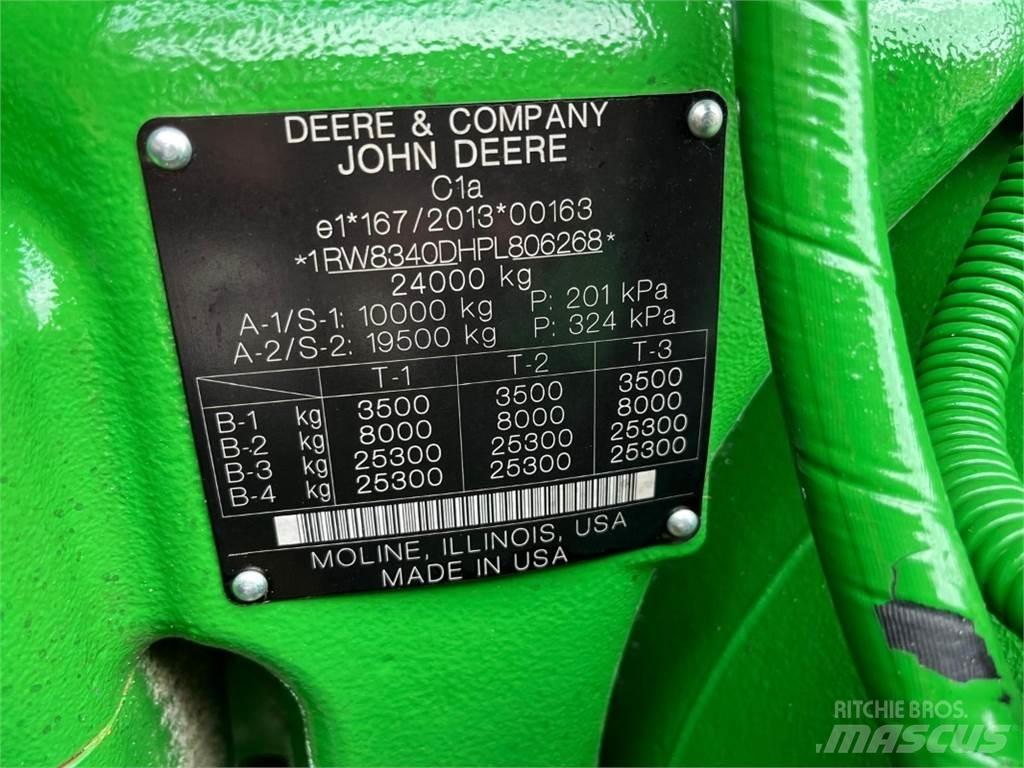 DEERE & COMPANY
JOHN DEERE
C1a
e1*167/2013*00163
*1RW8340DHPL806268*
24000 kg
A-1/S-1: 10000 kg P: 201 kPa
A-2/S-2: 19500 kg P: 324 kPa
T-1 T-2 T-3
B-1 kg 3500 3500 3500
B-2 kg 8000 8000 8000
B-3 kg 25300 25300 25300
B-4 kg 25300 25300 25300
MOLINE, ILLINOIS, USA
MADE IN USA
RITCHIE BROS.
MASCUS